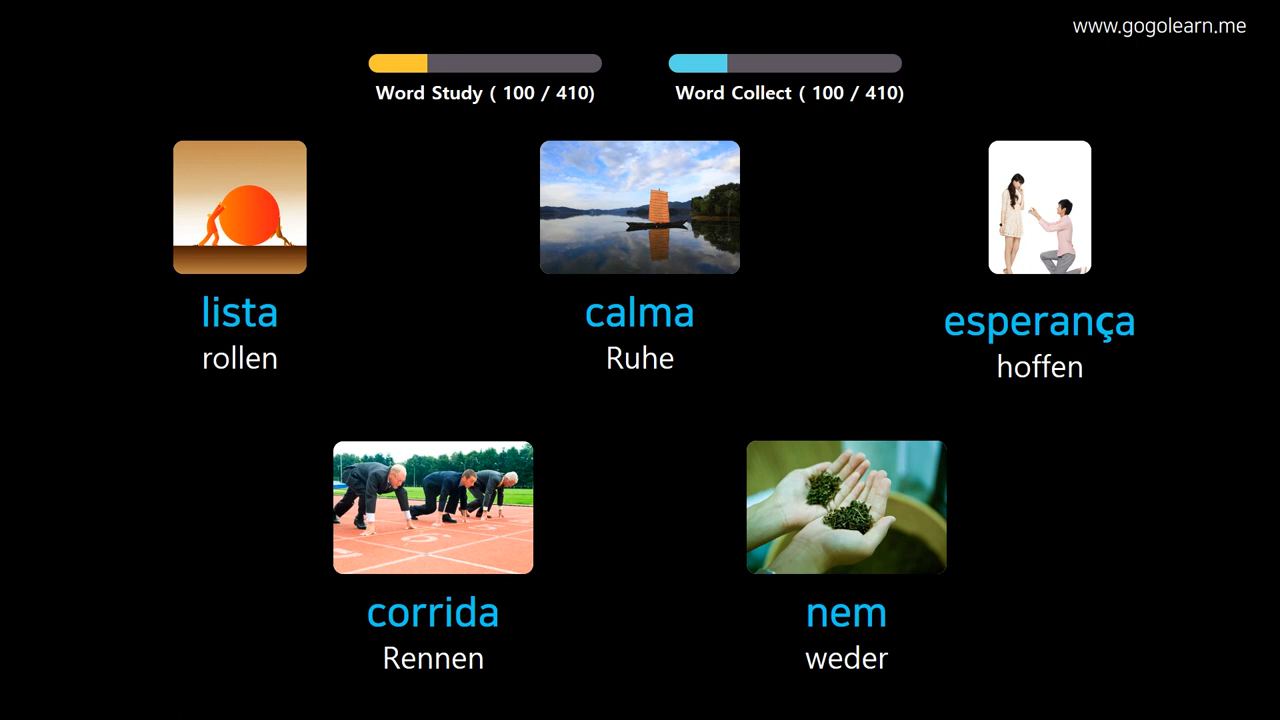 www.gogolearn.me
Word Study ( 100 / 410)
Word Collect ( 100 / 410)
lista
rollen
calma
Ruhe
esperança
hoffen
corrida
Rennen
nem
weder